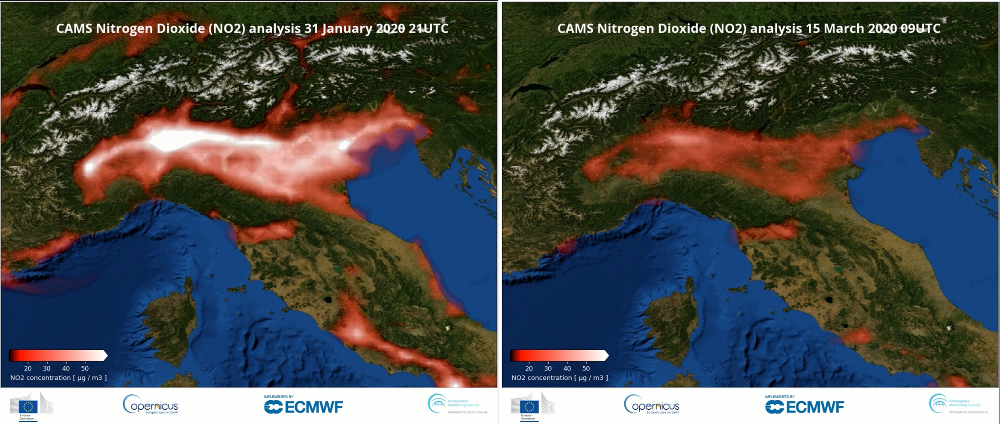 CAMS Nitrogen Dioxide (NO2) analysis 31 January 2020 21UTC
20 30 40 50
NO2 concentration [ µg / m3 ]
European
Commission
opernicus
Europe's eyes on Earth
IMPLEMENTED BY
ECMWF
Atmosphere
Monitoring Service
atmosphere.copernicus.eu
CAMS Nitrogen Dioxide (NO2) analysis 15 March 2020 09UTC
20 30 40 50
NO2 concentration [ µg / m3 ]
European
Commission
opernicus
Europe's eyes on Earth
IMPLEMENTED BY
ECMWF
Atmosphere
Monitoring Service
atmosphere.copernicus.eu